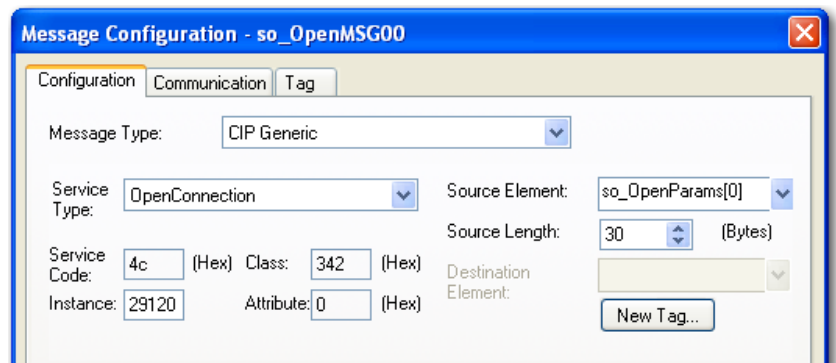 Message Configuration - so_OpenMSG00
Configuration Communication Tag
Message Type: CIP Generic
Service Type: OpenConnection
Source Element: so_OpenParams[0]
Source Length: 30 (Bytes)
Service Code: 4c (Hex) Class: 342 (Hex)
Destination Element:
Instance: 29120 Attribute: 0 (Hex)
New Tag...